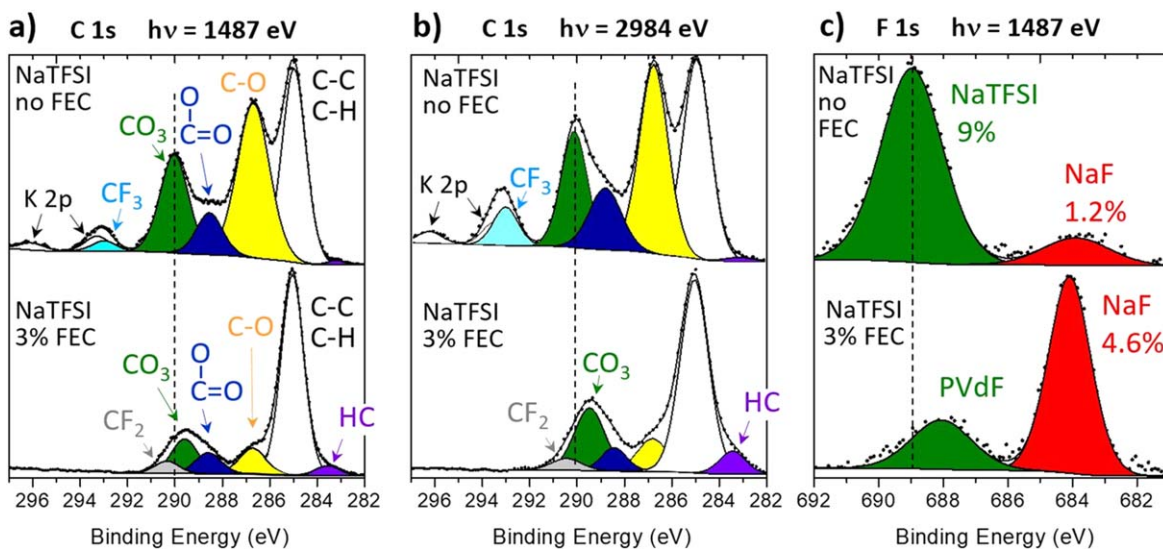 a) C 1s hν = 1487 eV
NaTFSI
no FEC
C-O
C-C
C-H
O
C=O
CO₃
K 2p
CF₃
NaTFSI
3% FEC
C-C
C-H
C-O
O
C=O
CO₃
CF₂
HC
296 294 292 290 288 286 284 282
Binding Energy (eV)
b) C 1s hν = 2984 eV
NaTFSI
no FEC
K 2p
CF₃
NaTFSI
3% FEC
CO₃
CF₂
HC
296 294 292 290 288 286 284 282
Binding Energy (eV)
c) F 1s hν = 1487 eV
NaTFSI
no
FEC
NaTFSI
9%
NaF
1.2%
NaTFSI
3% FEC
NaF
4.6%
PVdF
692 690 688 686 684 682
Binding Energy (eV)